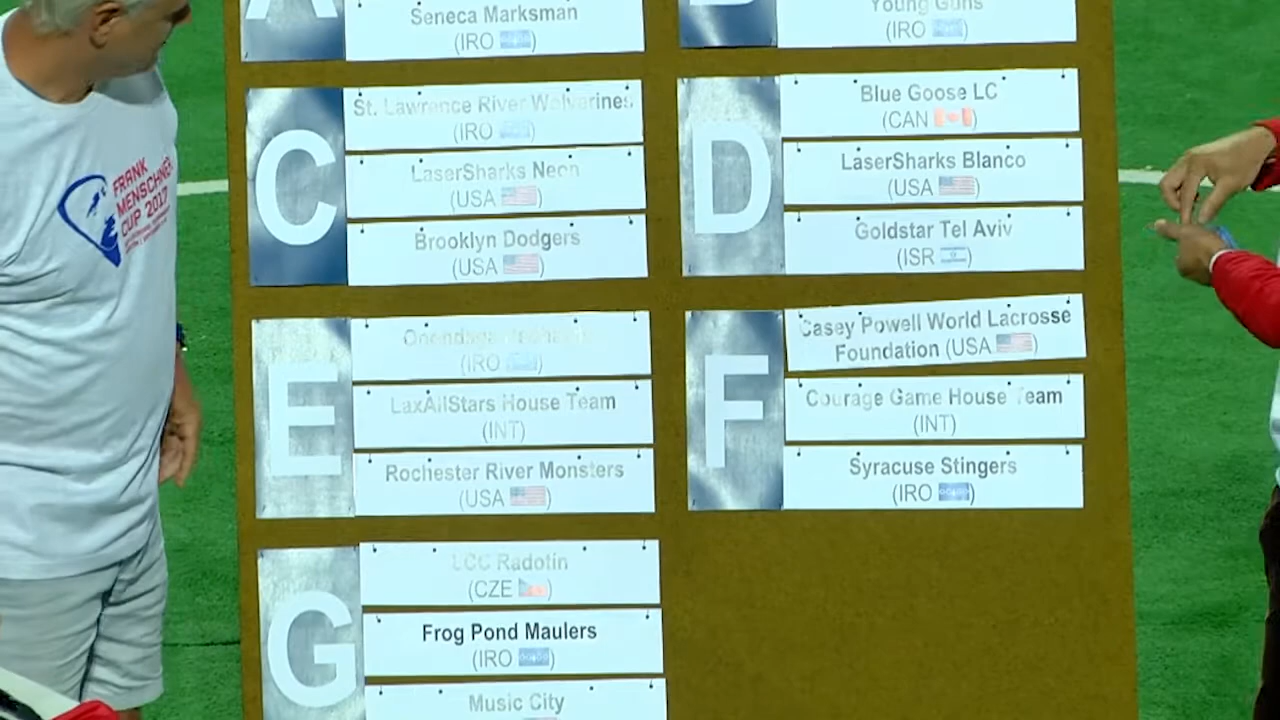 FRANK
MENSCHNER
CUP 2017
A
Seneca Marksman
(IRO)
B
Young Guns
(IRO)
C
St. Lawrence River Wolverines
(IRO)
LaserSharks Neon
(USA)
Brooklyn Dodgers
(USA)
D
Blue Goose LC
(CAN)
LaserSharks Blanco
(USA)
Goldstar Tel Aviv
(ISR)
E
Onondaga
(IRO)
LaxAllStars House Team
(INT)
Rochester River Monsters
(USA)
F
Casey Powell World Lacrosse
Foundation (USA)
Courage Game House Team
(INT)
Syracuse Stingers
(IRO)
G
LCC Radotin
(CZE)
Frog Pond Maulers
(IRO)
Music City